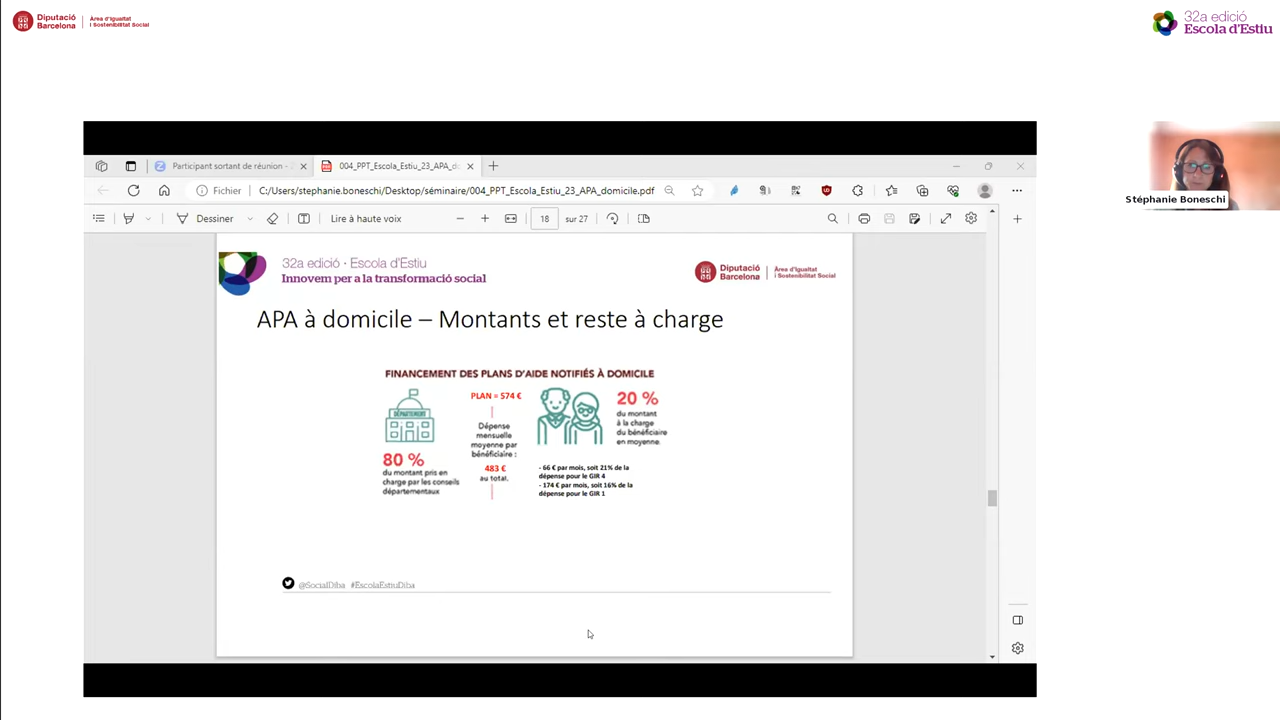 Diputació
Barcelona
Àrea d'Igualtat
i Sostenibilitat Social
32a edició
Escola d'Estiu
Participant sortant de réunion - Z
004_PPT_Escola_Estiu_23_APA_do
Fichier
C:/Users/stephanie.boneschi/Desktop/séminaire/004_PPT_Escola_Estiu_23_APA_domicile.pdf
Dessiner
Lire à haute voix
18
sur 27
32a edició · Escola d'Estiu
Innovem per a la transformació social
Diputació
Barcelona
Àrea d'Igualtat
i Sostenibilitat Social
APA à domicile – Montants et reste à charge
FINANCEMENT DES PLANS D'AIDE NOTIFIÉS À DOMICILE
DÉPARTEMENT
80 %
du montant pris en
charge par les conseils
départementaux
PLAN = 574 €
Dépense
mensuelle
moyenne par
bénéficiaire :
483 €
au total.
20 %
du montant
à la charge
du bénéficiaire
en moyenne.
- 66 € par mois, soit 21% de la
dépense pour le GIR 4
- 174 € par mois, soit 16% de la
dépense pour le GIR 1
@SocialDiba #EscolaEstiuDiba
Stéphanie Boneschi